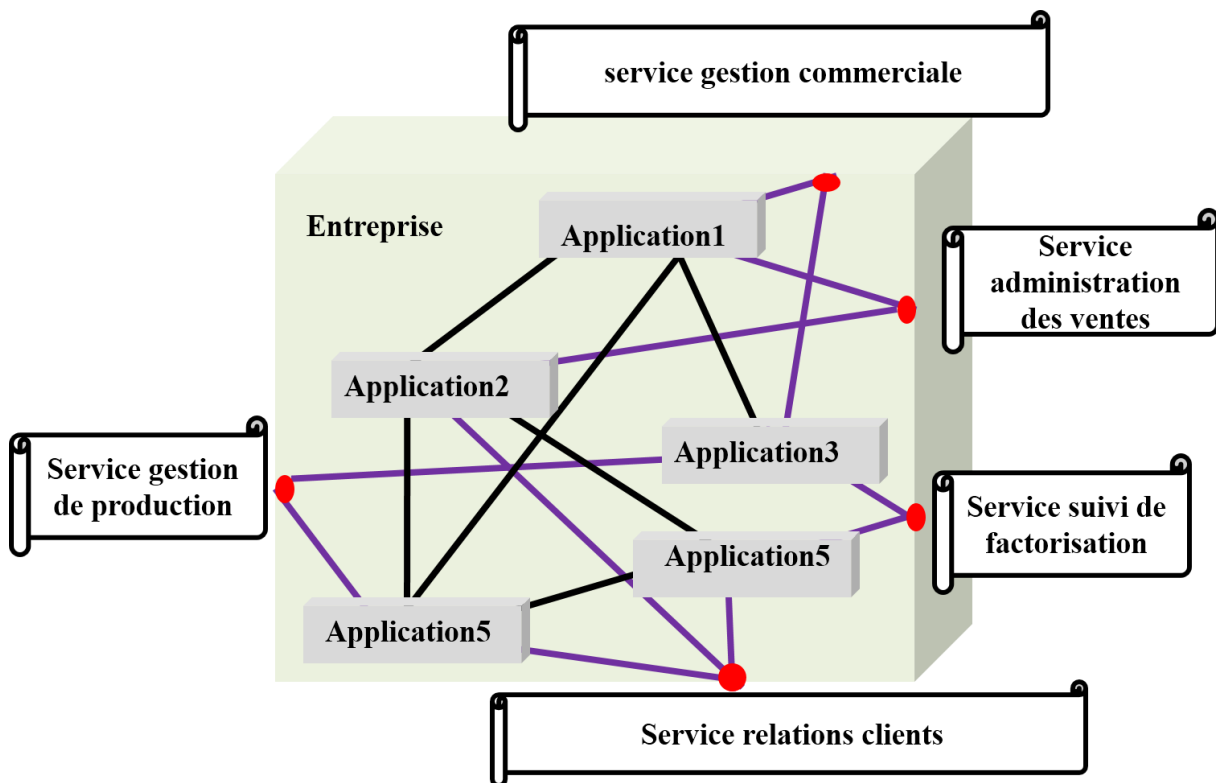 service gestion commerciale
Entreprise
Application1
Service
administration
des ventes
Application2
Application3
Service gestion
de production
Service suivi de
factorisation
Application5
Application5
Service relations clients